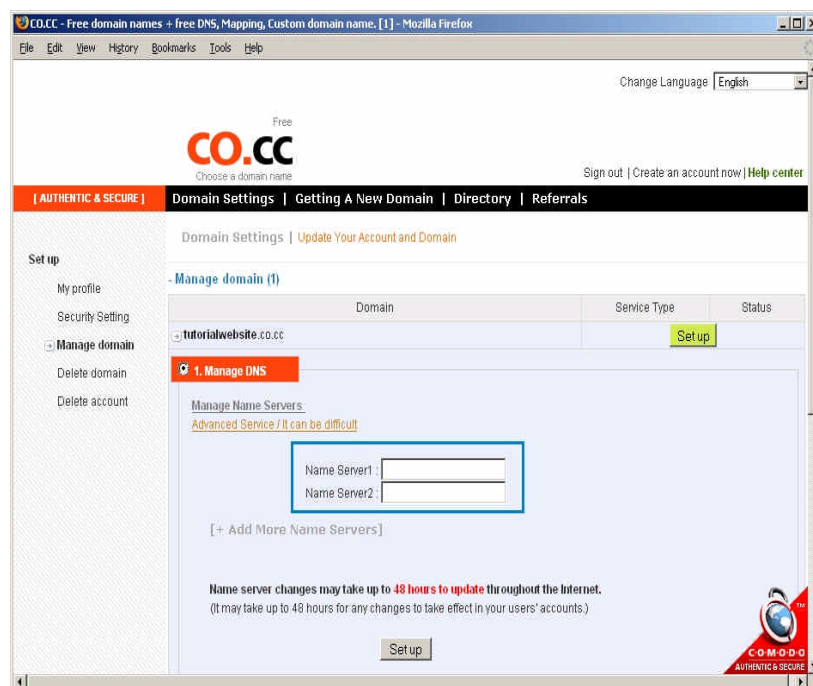 CO.CC - Free domain names + free DNS, Mapping, Custom domain name. [1] - Mozilla Firefox
File Edit View History Bookmarks Tools Help
Change Language English
Free
CO.CC
Choose a domain name
Sign out | Create an account now | Help center
[ AUTHENTIC & SECURE ] Domain Settings | Getting A New Domain | Directory | Referrals
Domain Settings | Update Your Account and Domain
Set up
My profile
Security Setting
Manage domain
Delete domain
Delete account
- Manage domain (1)
Domain Service Type Status
tutorialwebsite.co.cc Set up
1. Manage DNS
Manage Name Servers
Advanced Service / It can be difficult
Name Server1 :
Name Server2 :
[+ Add More Name Servers]
Name server changes may take up to 48 hours to update throughout the Internet.
(It may take up to 48 hours for any changes to take effect in your users' accounts.)
Set up
TM
C·O·M·O·D·O
AUTHENTIC & SECURE